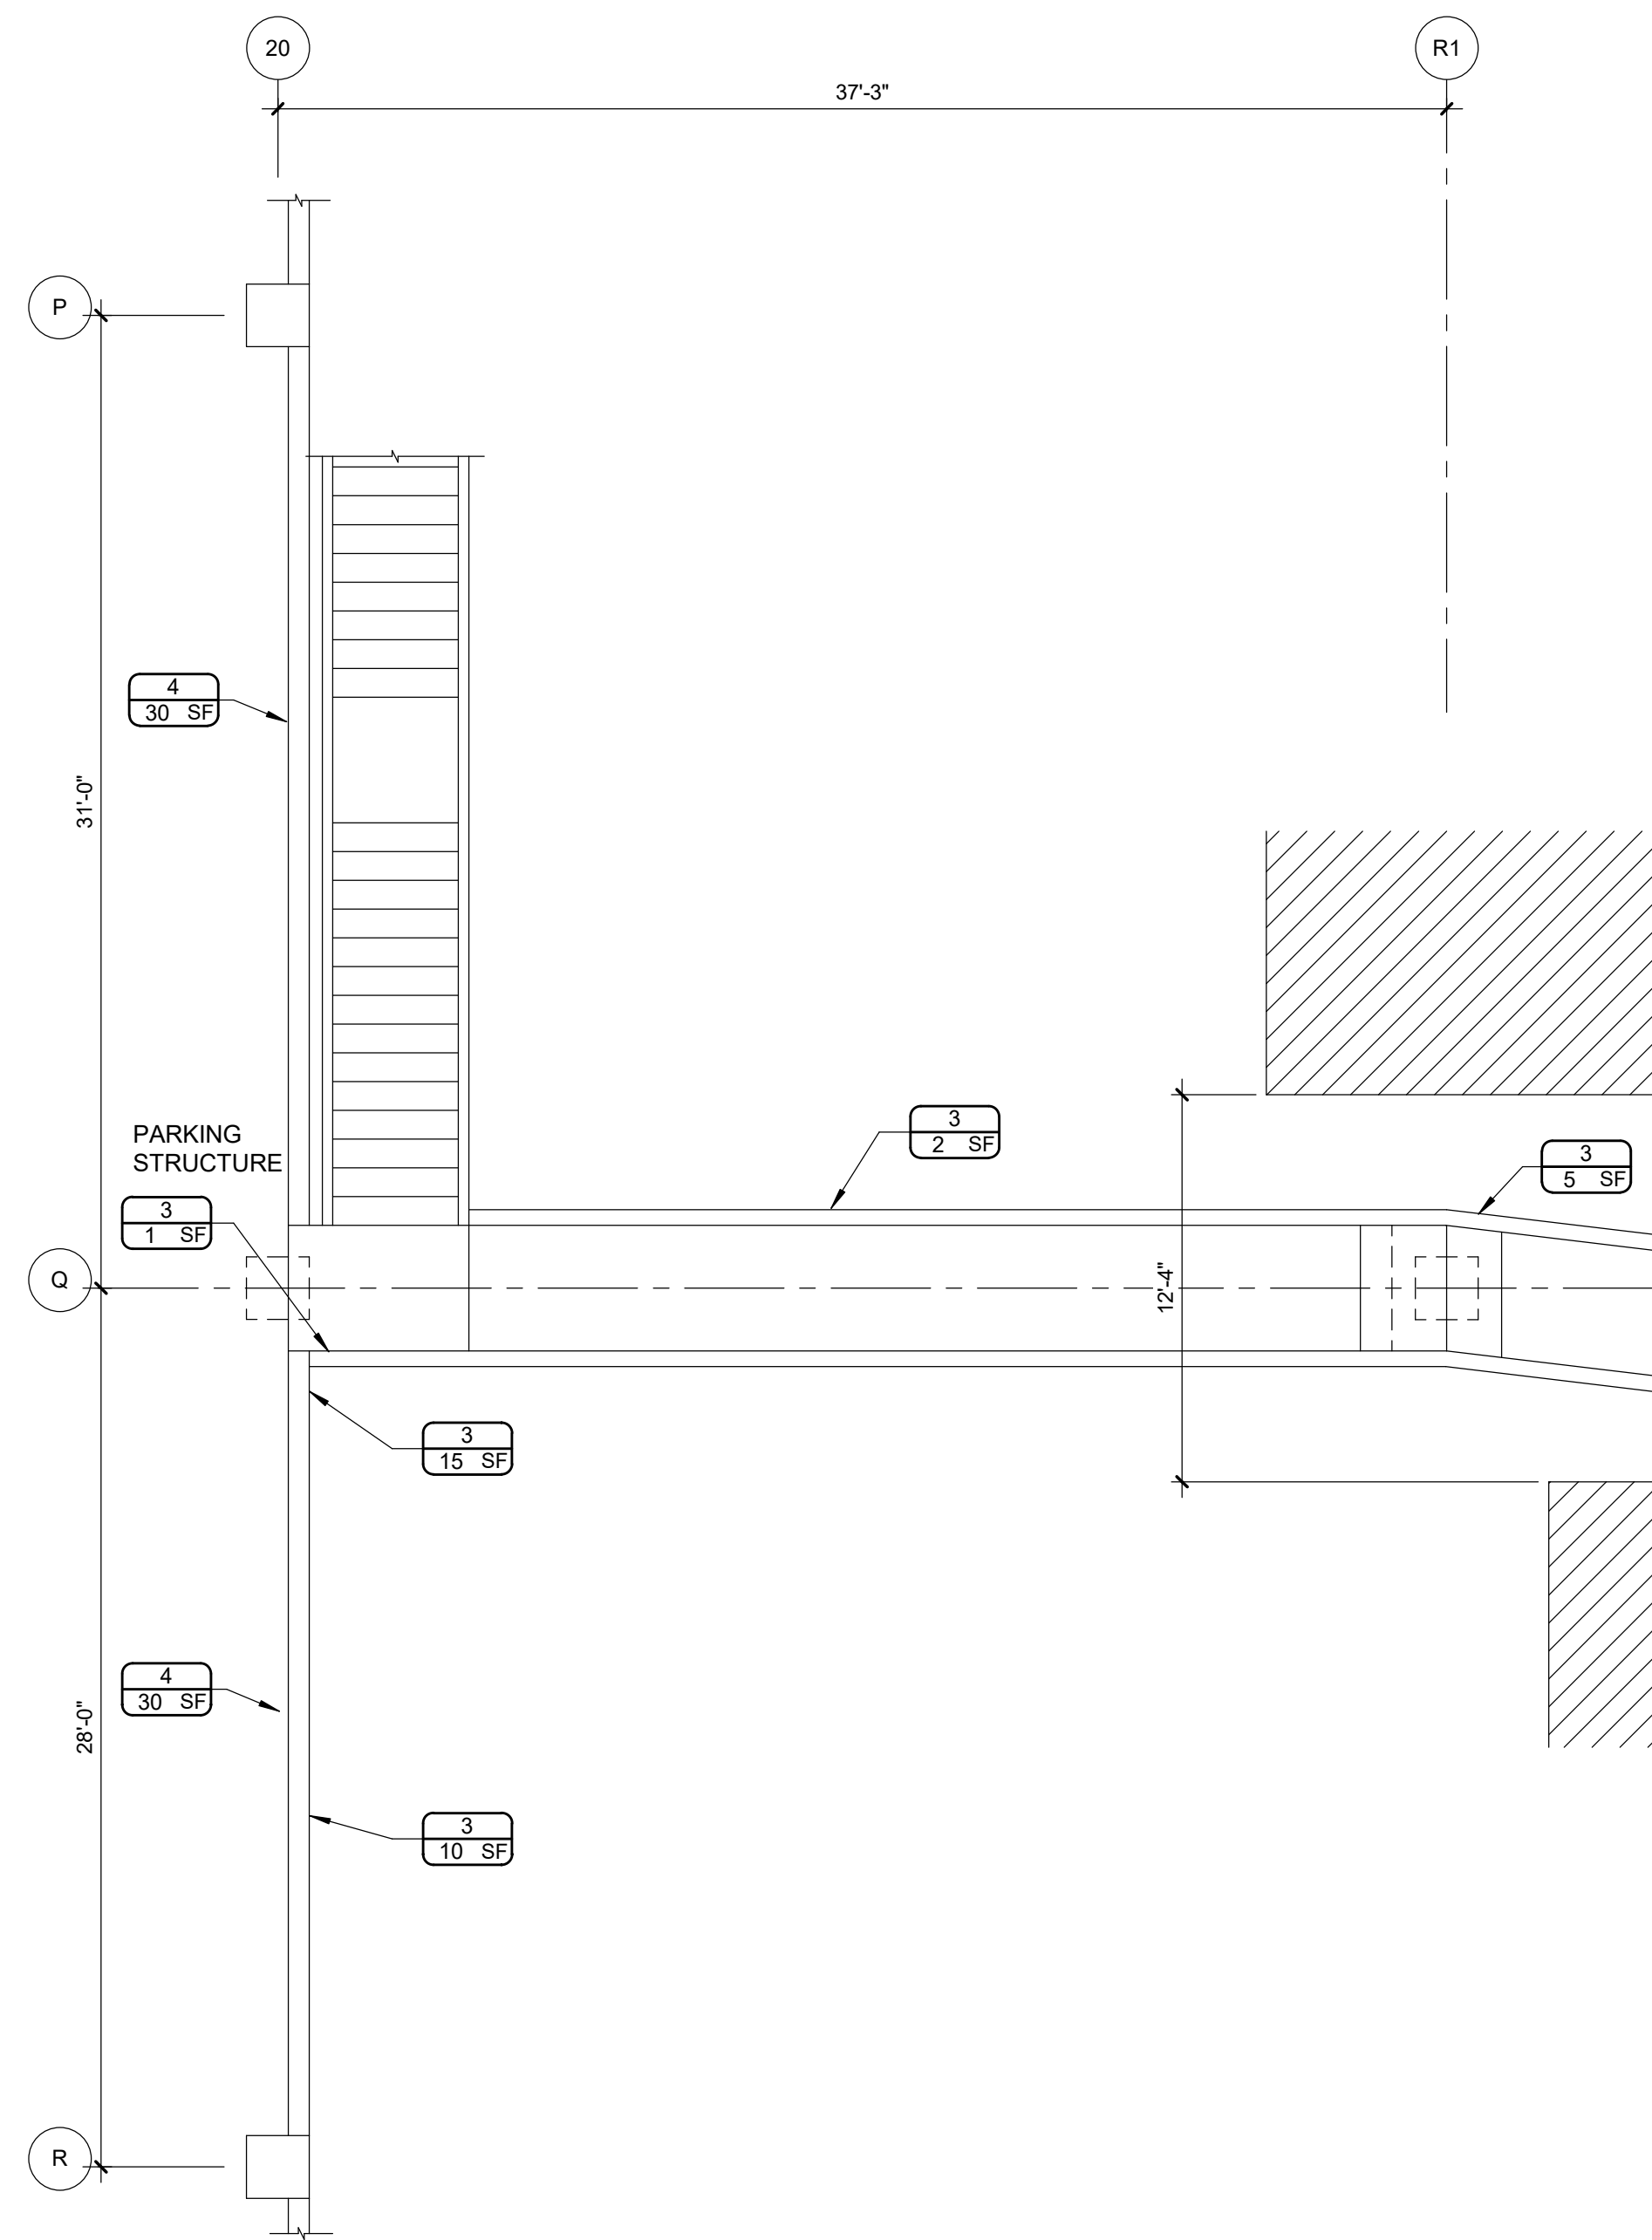 20
R1
37'-3"
P
4
30 SF
31'-0"
3
2 SF
PARKING
STRUCTURE
3
5 SF
3
1 SF
Q
12'-4"
3
15 SF
4
30 SF
28'-0"
3
10 SF
R